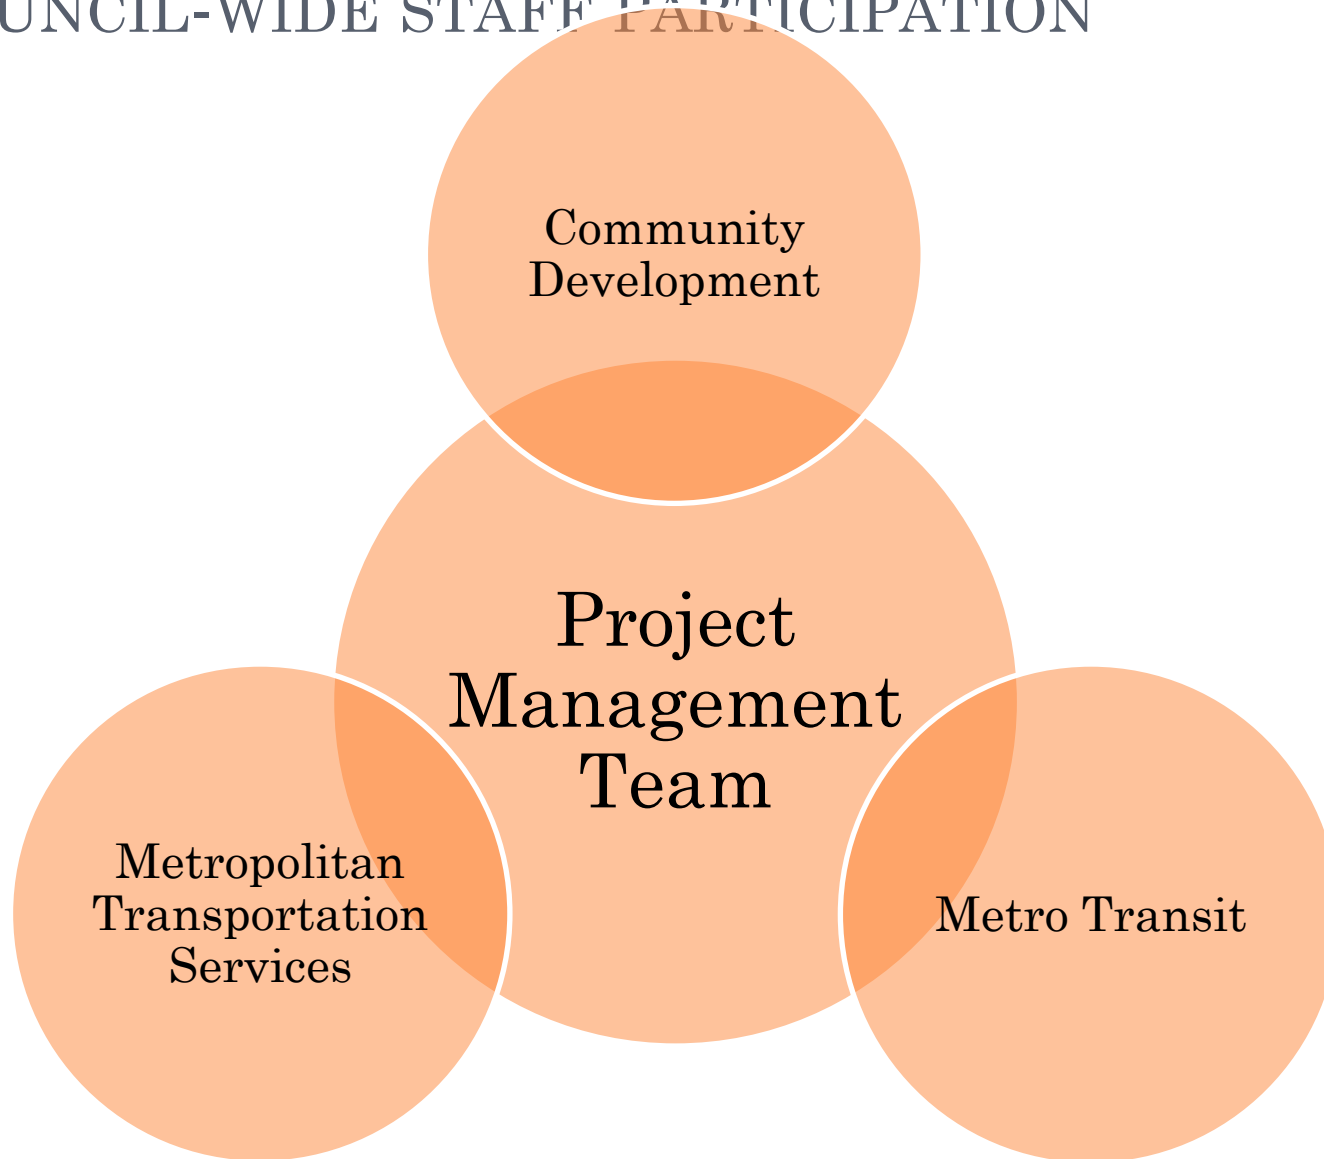 UNCIL-WIDE STAFF PARTICIPATION
Community
Development
Project
Management
Team
Metropolitan
Transportation
Services
Metro Transit